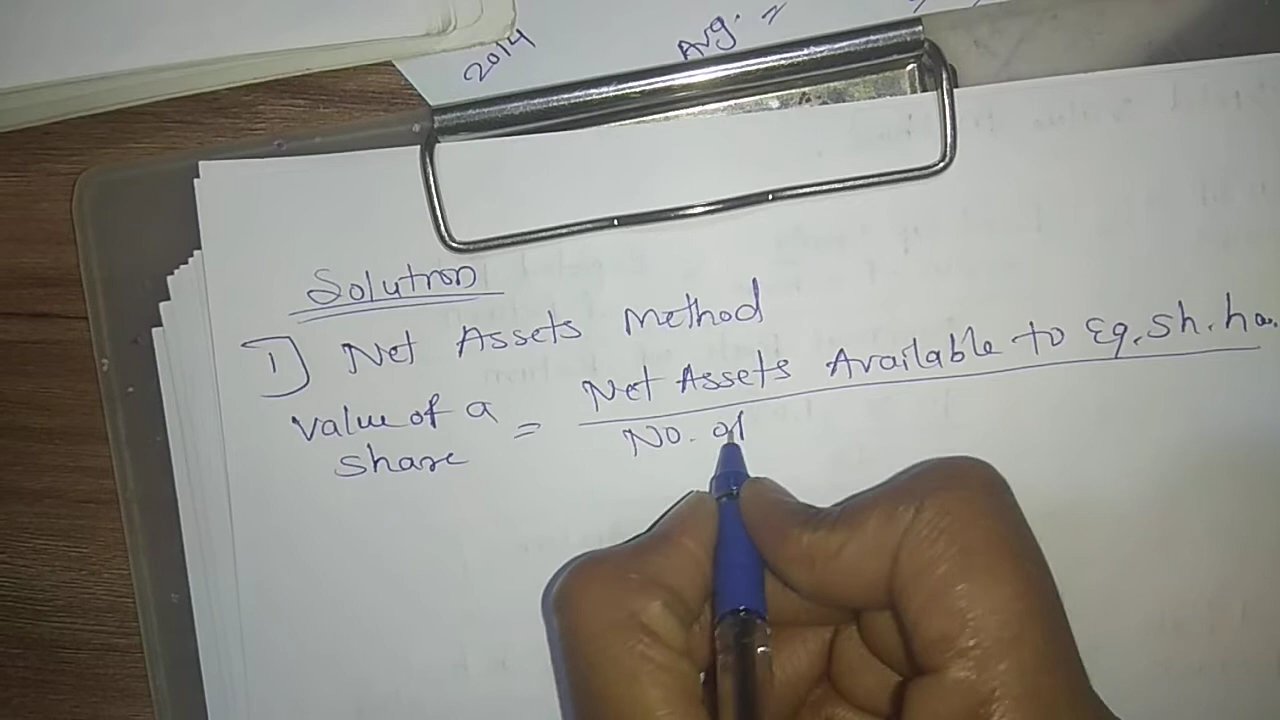 2014 Avg. =
Solution
1) Net Assets Method
Value of a share = Net Assets Available to Eq. Sh. ho.
No. of